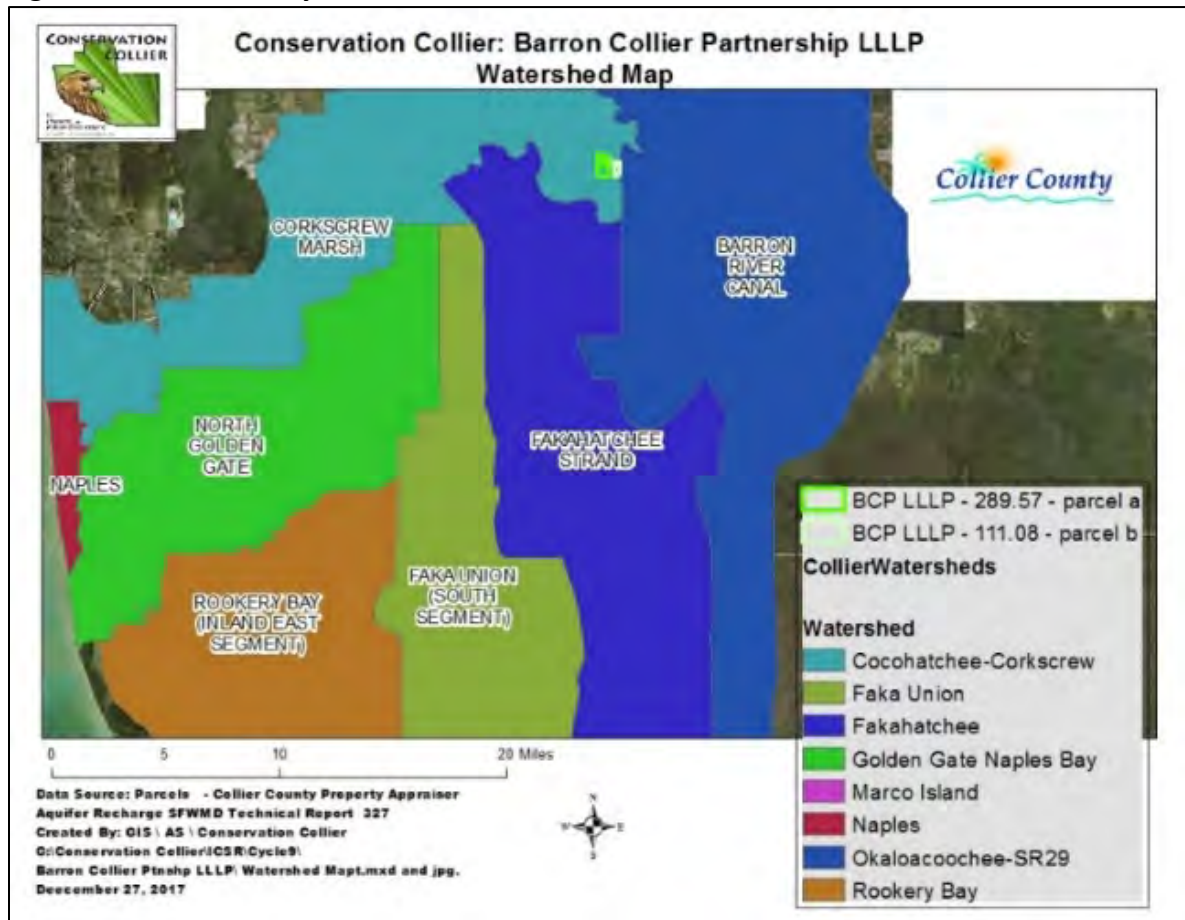 CONSERVATION
COLLIER
Conservation Collier: Barron Collier Partnership LLLP
Watershed Map
Collier County
CORKSCREW
MARSH
BARRON
RIVER
CANAL
NORTH
GOLDEN
GATE
FAKAHATCHEE
STRAND
NAPLES
FAKA UNION
(SOUTH
SEGMENT)
ROOKERY BAY
(INLAND EAST
SEGMENT)
BCP LLLP - 289.57 - parcel a
BCP LLLP - 111.08 - parcel b
CollierWatersheds
Watershed
Cocohatchee-Corkscrew
Faka Union
Fakahatchee
Golden Gate Naples Bay
Marco Island
Naples
Okaloacoochee-SR29
Rookery Bay
0 5 10 20 Miles
Data Source: Parcels - Collier County Property Appraiser
Aquifer Recharge SFWMD Technical Report 327
Created By: GIS \ AS \ Conservation Collier
G:\Conservation Collier\ICSR\Cycle9\
Barron Collier Ptnshp LLLP\ Watershed Mapt.mxd and jpg.
Deecember 27, 2017
N
W E
S